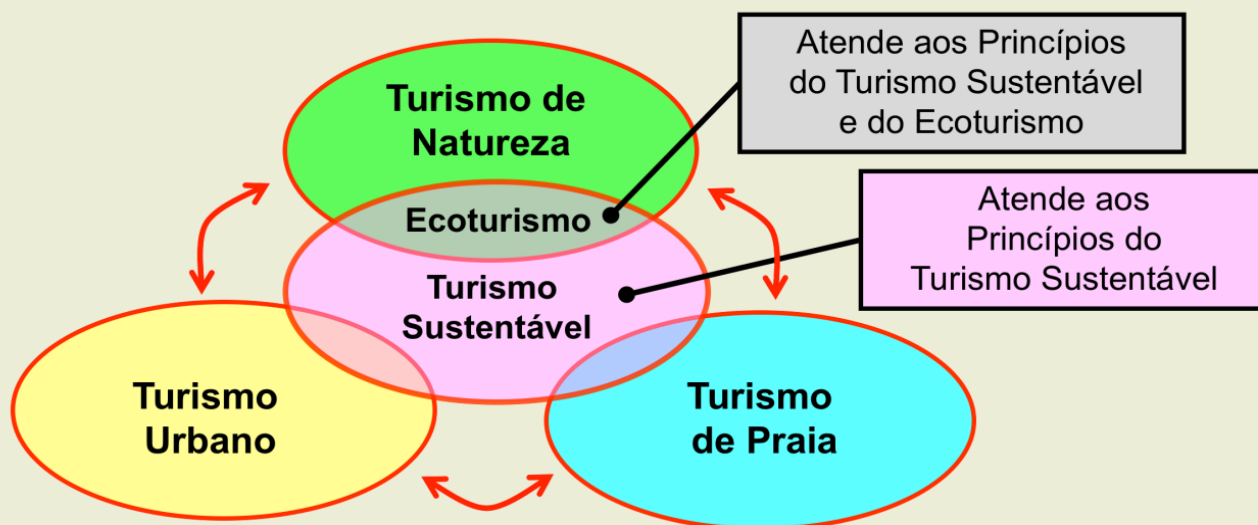 Atende aos Princípios
do Turismo Sustentável
e do Ecoturismo
Turismo de
Natureza
Atende aos
Princípios do
Turismo Sustentável
Ecoturismo
Turismo
Sustentável
Turismo
Urbano
Turismo
de Praia